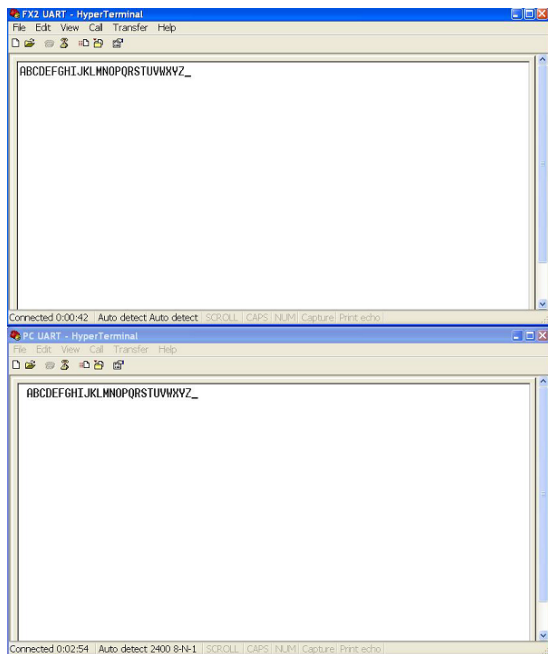 FX2 UART - HyperTerminal
File Edit View Call Transfer Help
ABCDEFGHIJKLMNOPQRSTUVWXYZ_
Connected 0:00:42 Auto detect Auto detect SCROLL CAPS NUM Capture Print echo
PC UART - HyperTerminal
File Edit View Call Transfer Help
ABCDEFGHIJKLMNOPQRSTUVWXYZ_
Connected 0:02:54 Auto detect 2400 8-N-1 SCROLL CAPS NUM Capture Print echo